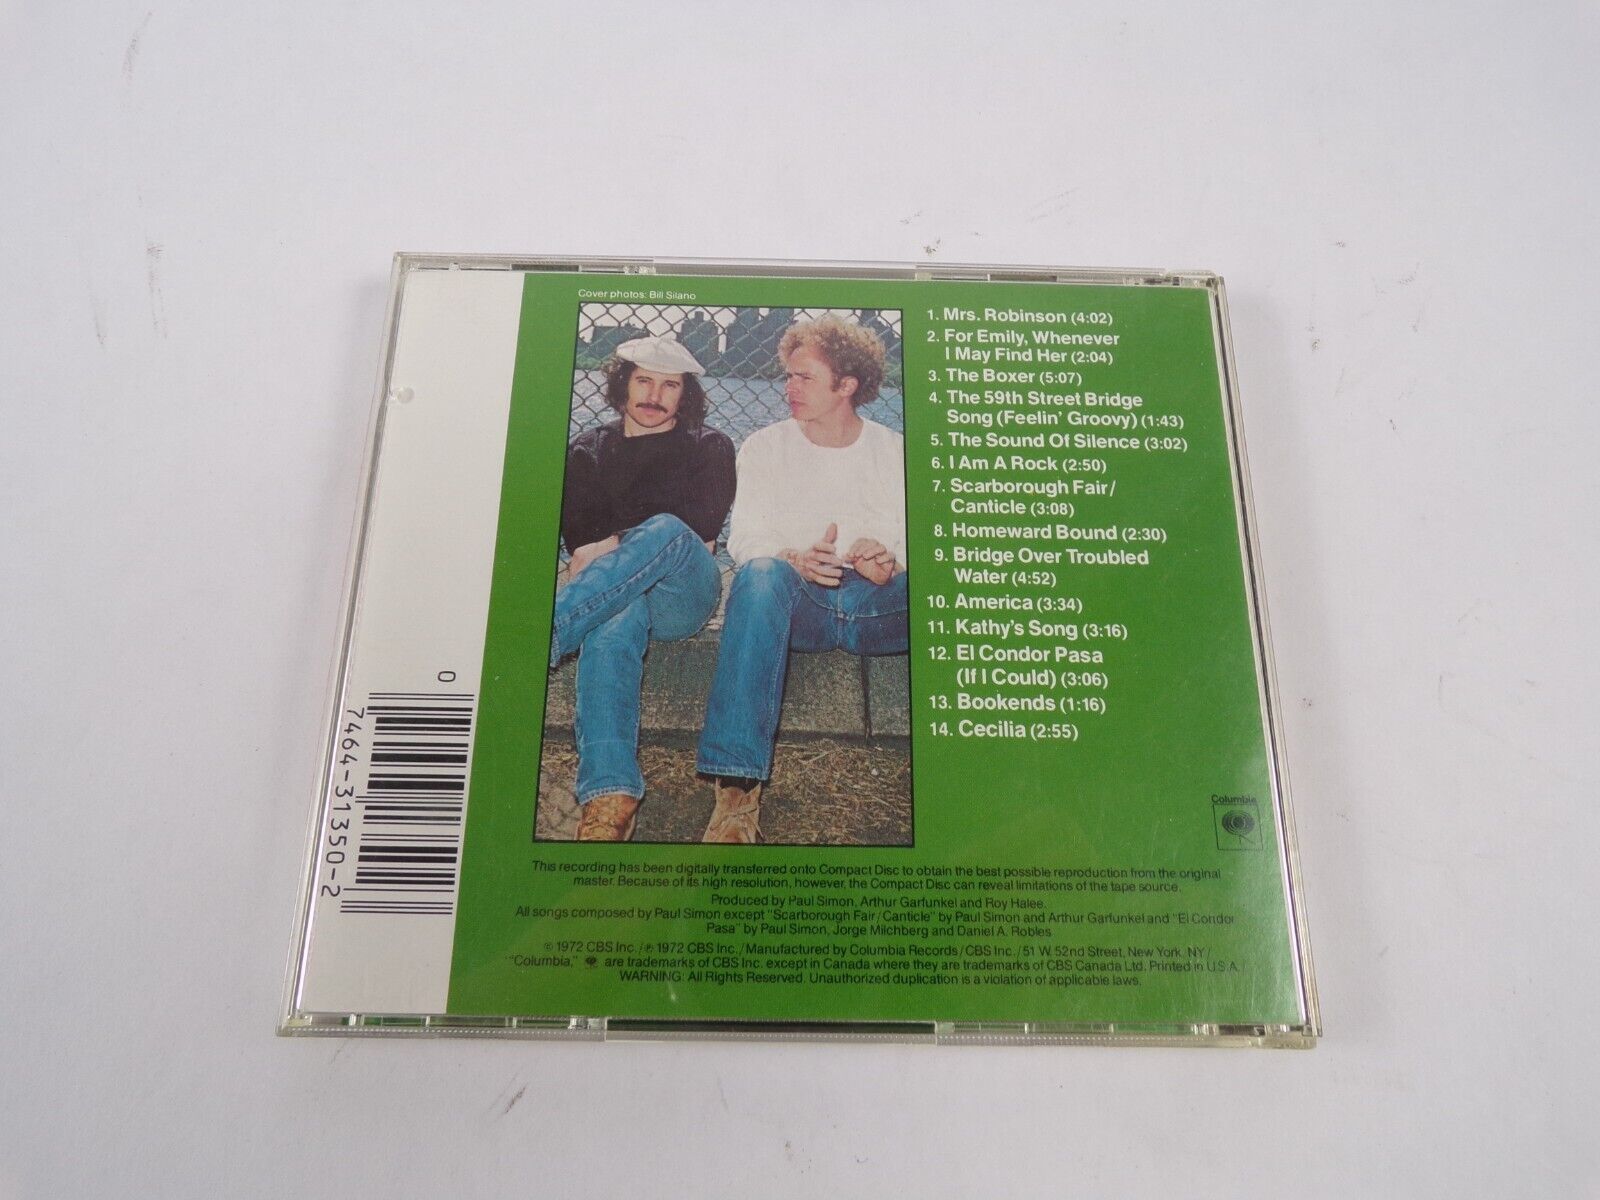 Cover photos: Bill Silano
1. Mrs. Robinson (4:02)
2. For Emily, Whenever
I May Find Her (2:04)
3. The Boxer (5:07)
4. The 59th Street Bridge
Song (Feelin' Groovy) (1:43)
5. The Sound Of Silence (3:02)
6. I Am A Rock (2:50)
7. Scarborough Fair/
Canticle (3:08)
8. Homeward Bound (2:30)
9. Bridge Over Troubled
Water (4:52)
10. America (3:34)
11. Kathy's Song (3:16)
12. El Condor Pasa
(If I Could) (3:06)
13. Bookends (1:16)
14. Cecilia (2:55)
Columbia
0
7464-31350-2
This recording has been digitally transferred onto Compact Disc to obtain the best possible reproduction from the original
master. Because of its high resolution, however, the Compact Disc can reveal limitations of the tape source.
Produced by Paul Simon, Arthur Garfunkel and Roy Halee.
All songs composed by Paul Simon except "Scarborough Fair/Canticle" by Paul Simon and Arthur Garfunkel and "El Condor
Pasa" by Paul Simon, Jorge Milchberg and Daniel A. Robles
© 1972 CBS Inc./℗ 1972 CBS Inc./Manufactured by Columbia Records/CBS Inc./51 W. 52nd Street, New York, NY/
"Columbia," are trademarks of CBS Inc. except in Canada where they are trademarks of CBS Canada Ltd. Printed in U.S.A.
WARNING: All Rights Reserved. Unauthorized duplication is a violation of applicable laws.